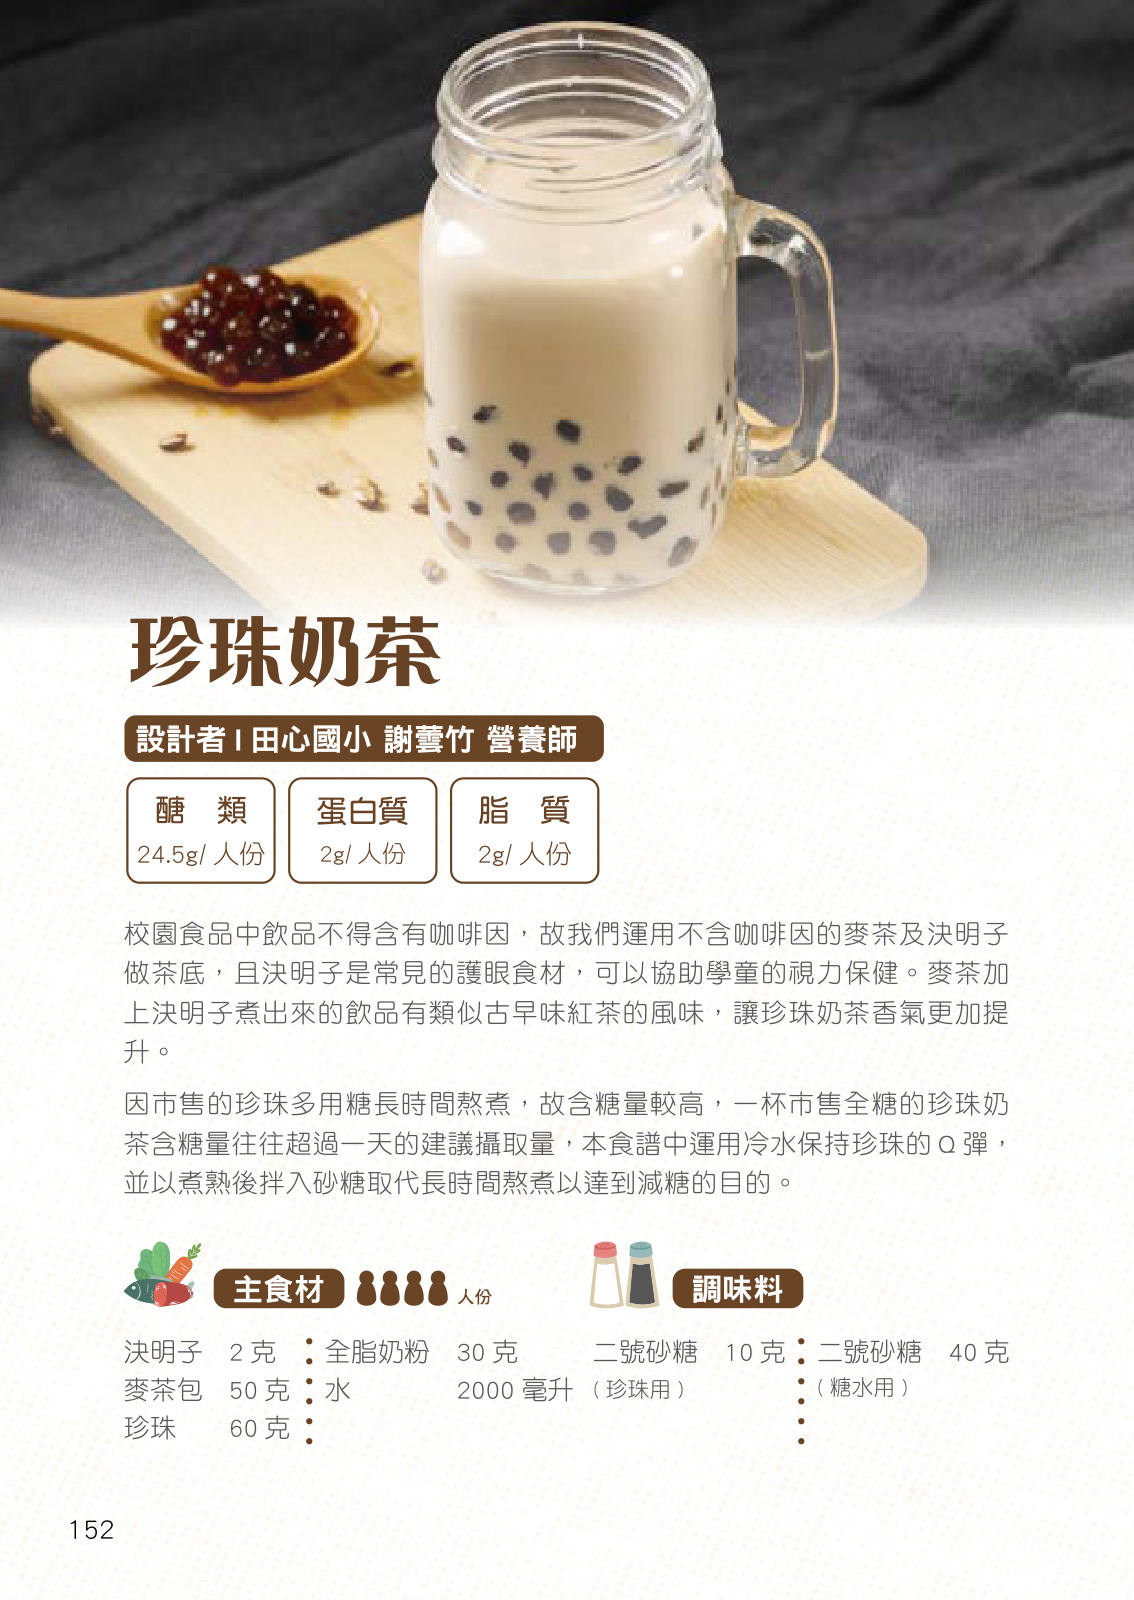 珍珠奶茶
設計者 | 田心國小 謝蕓竹 營養師
醣 類
24.5g/ 人份
蛋白質
2g/ 人份
脂 質
2g/ 人份
校園食品中飲品不得含有咖啡因，故我們運用不含咖啡因的麥茶及決明子
做茶底，且決明子是常見的護眼食材，可以協助學童的視力保健。麥茶加
上決明子煮出來的飲品有類似古早味紅茶的風味，讓珍珠奶茶香氣更加提
升。
因市售的珍珠多用糖長時間熬煮，故含糖量較高，一杯市售全糖的珍珠奶
茶含糖量往往超過一天的建議攝取量，本食譜中運用冷水保持珍珠的 Q 彈，
並以煮熟後拌入砂糖取代長時間熬煮以達到減糖的目的。
主食材 人份
決明子 2 克
麥茶包 50 克
珍珠 60 克
全脂奶粉 30 克
水 2000 毫升
調味料
二號砂糖 10 克
（珍珠用）
二號砂糖 40 克
（糖水用）
152